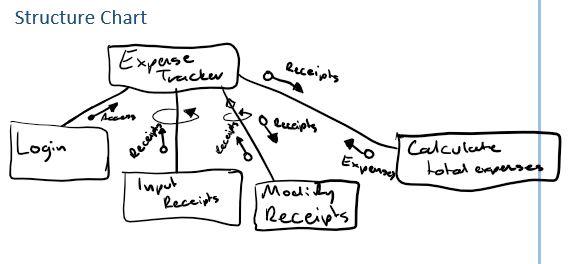 Structure Chart
Expense
Tracker
Receipts
Access
Receipts
Receipts
Receipts
Expenses
Login
Input
Receipts
Modify
Receipts
Calculate
total expenses